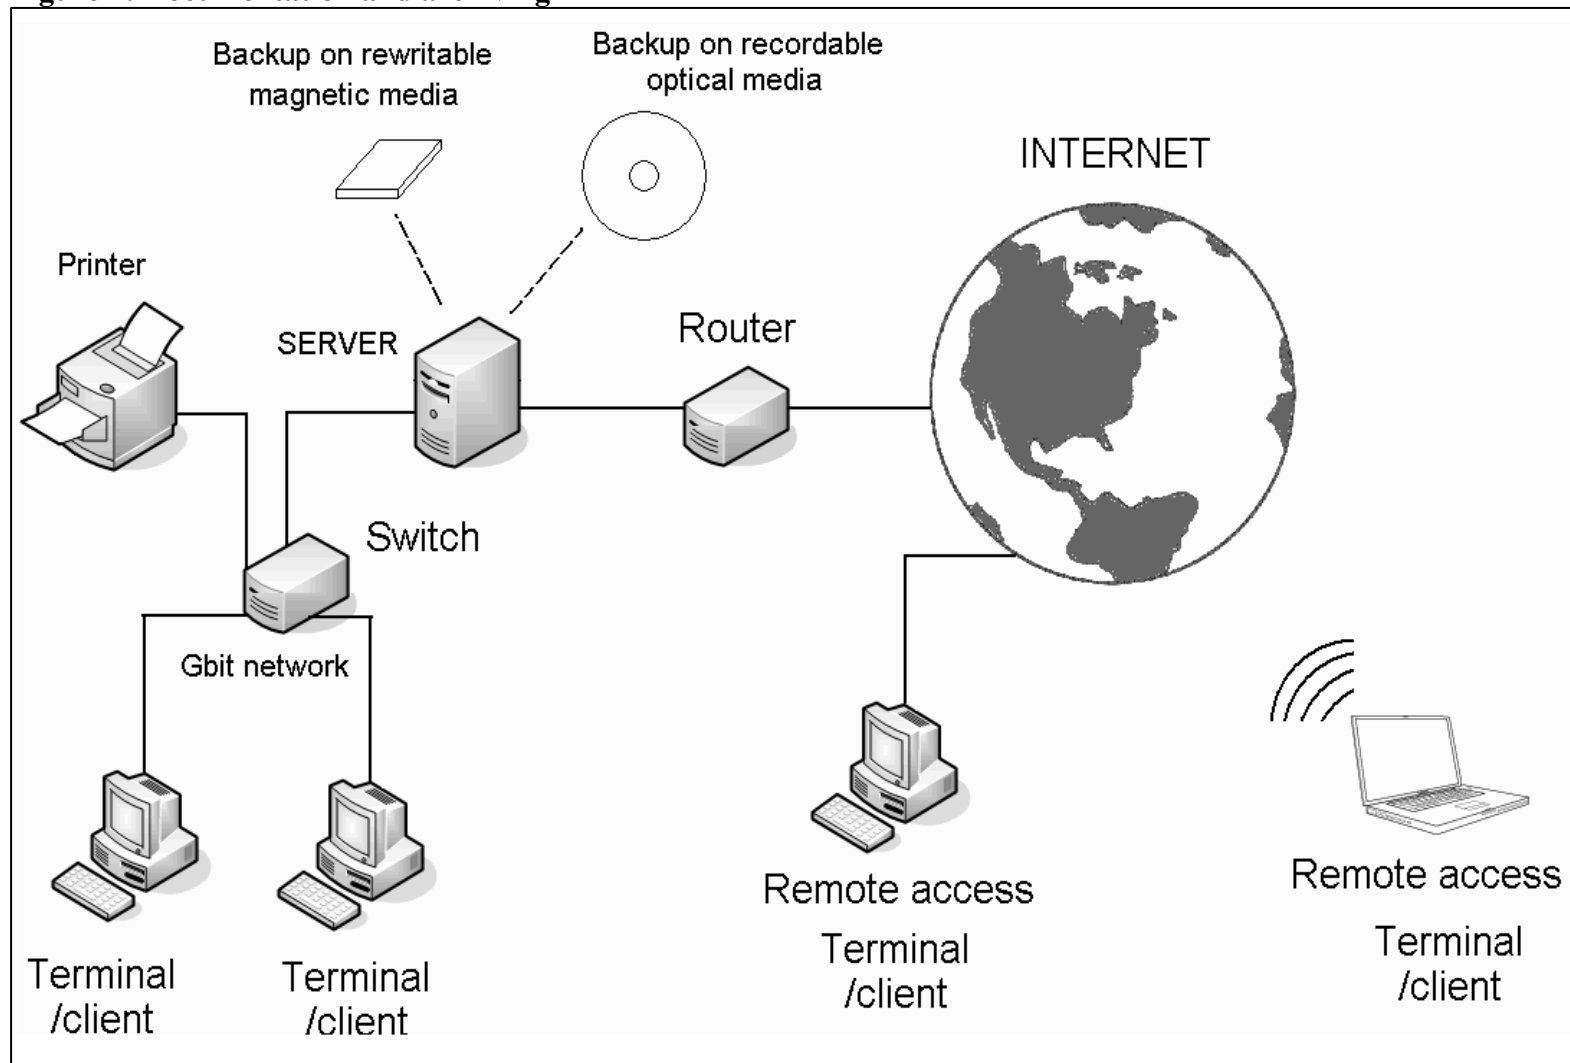 Backup on rewritable
magnetic media
Backup on recordable
optical media
INTERNET
Printer
SERVER
Router
Switch
Gbit network
Terminal
/client
Terminal
/client
Remote access
Terminal
/client
Remote access
Terminal
/client